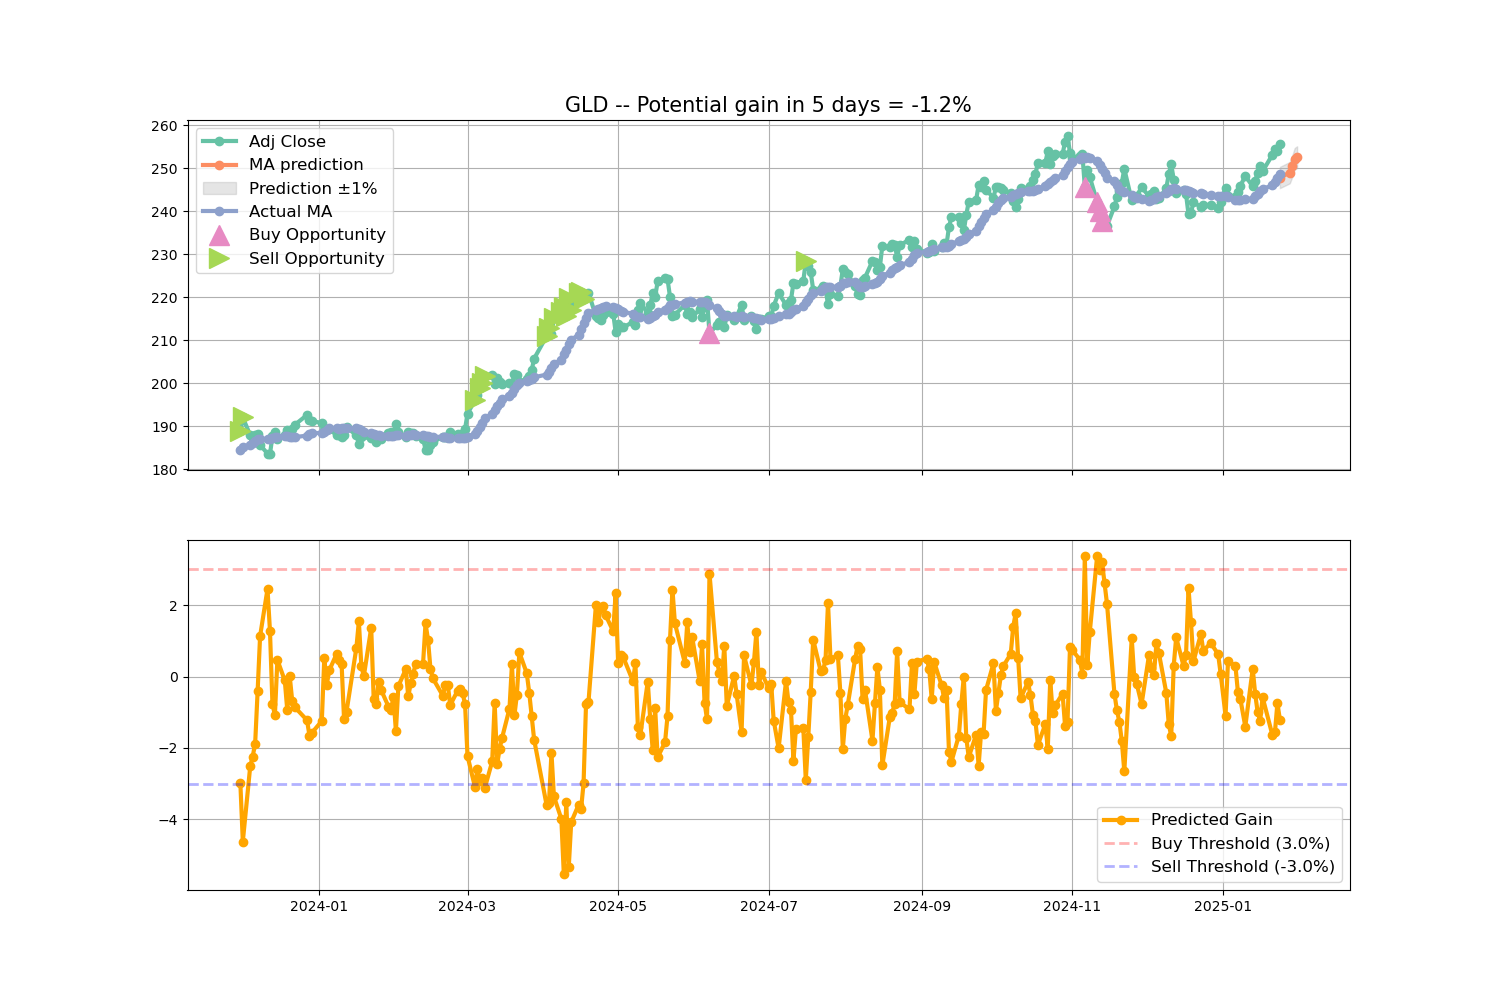 GLD -- Potential gain in 5 days = -1.2%
260
250
240
230
220
210
200
190
180
Adj Close
MA prediction
Prediction ±1%
Actual MA
Buy Opportunity
Sell Opportunity
2
0
−2
−4
Predicted Gain
Buy Threshold (3.0%)
Sell Threshold (-3.0%)
2024-01
2024-03
2024-05
2024-07
2024-09
2024-11
2025-01